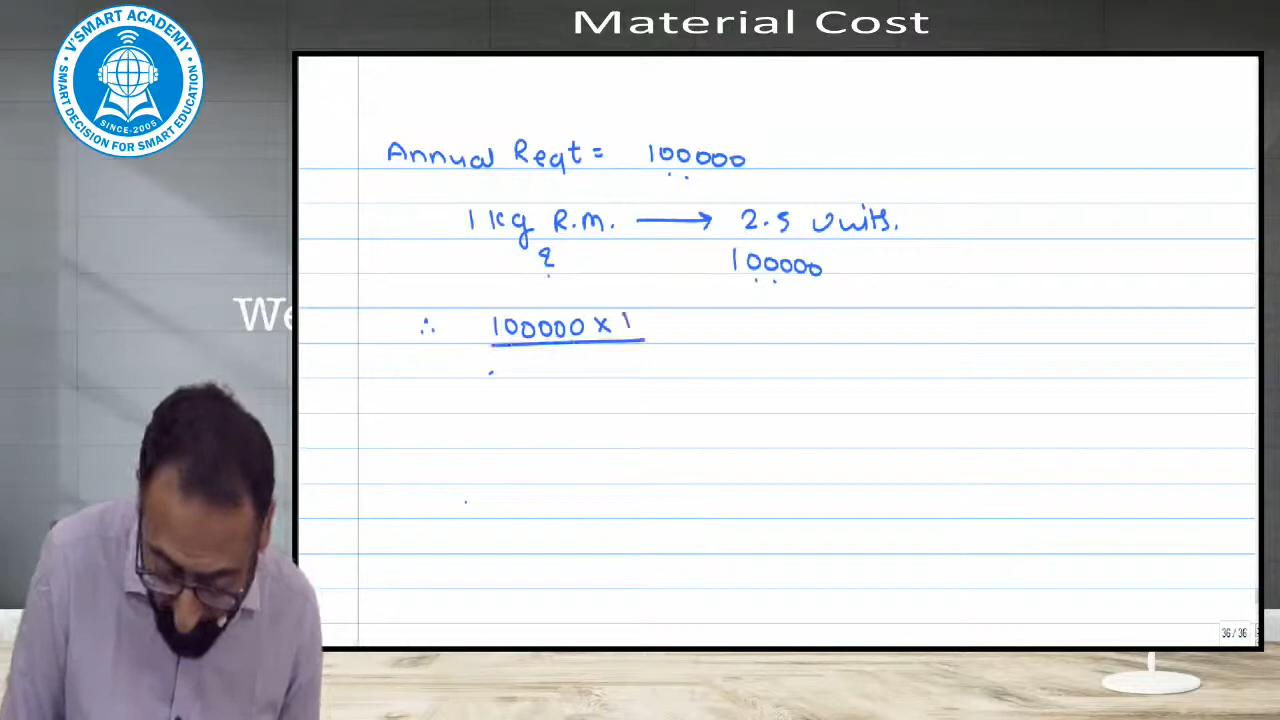 Material Cost
V'SMART ACADEMY
SMART DECISION FOR SMART EDUCATION
SINCE-2005
Annual Reqt = 100000
1 kg R.M. → 2.5 units.
? 100000
We
∴ 100000 × 1
36 / 36